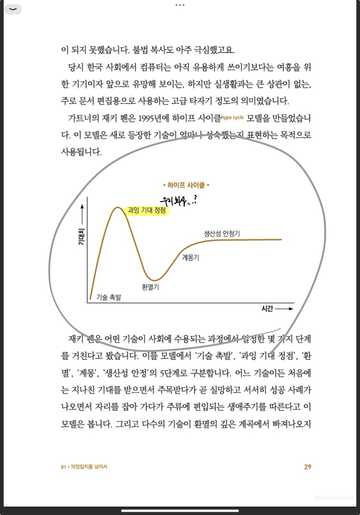 이 되지 못했습니다. 불법 복사도 아주 극심했고요.
당시 한국 사회에서 컴퓨터는 아직 유용하게 쓰이기보다는 여흥을 위
한 기기이자 앞으로 유망해 보이는, 하지만 실생활과는 큰 상관이 없는,
주로 문서 편집용으로 사용하는 고급 타자기 정도의 의미였습니다.
가트너의 재키 펜은 1995년에 하이프 사이클hype cycle 모델을 만들었습니
다. 이 모델은 새로 등장한 기술이 얼마나 성숙했는지 표현하는 목적으로
사용됩니다.
• 하이프 사이클 •
과잉 기대 정점
생산성 안정기
기대치
계몽기
환멸기
기술 촉발
시간
재키 펜은 어떤 기술이 사회에 수용되는 과정에서 일정한 몇 가지 단계
를 거친다고 봤습니다. 이를 모델에서 ‘기술 촉발’, ‘과잉 기대 정점’, ‘환
멸’, ‘계몽’, ‘생산성 안정’의 5단계로 구분합니다. 어느 기술이든 처음에
는 지나친 기대를 받으면서 주목받다가 곧 실망하고 서서히 성공 사례가
나오면서 자리를 잡아 가다가 주류에 편입되는 생애주기를 따른다고 이
모델은 봅니다. 그리고 다수의 기술이 환멸의 깊은 계곡에서 빠져나오지
29